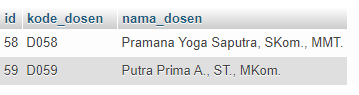 id kode_dosen nama_dosen
58 D058 Pramana Yoga Saputra, SKom., MMT.
59 D059 Putra Prima A., ST., MKom.